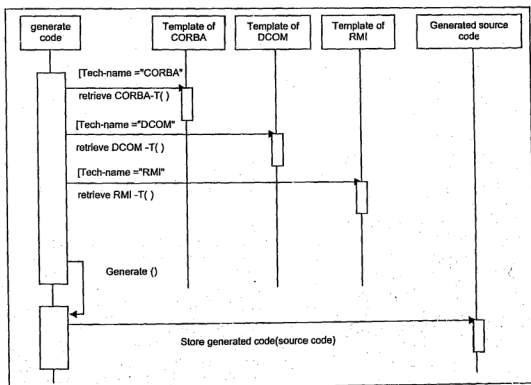 generate
code
Template of
CORBA
Template of
DCOM
Template of
RMI
Generated source
code
[Tech-name ="CORBA"
retrieve CORBA-T( )
[Tech-name ="DCOM"
retrieve DCOM -T( )
[Tech-name ="RMI"
retrieve RMI -T( )
Generate ()
Store generated code(source code)